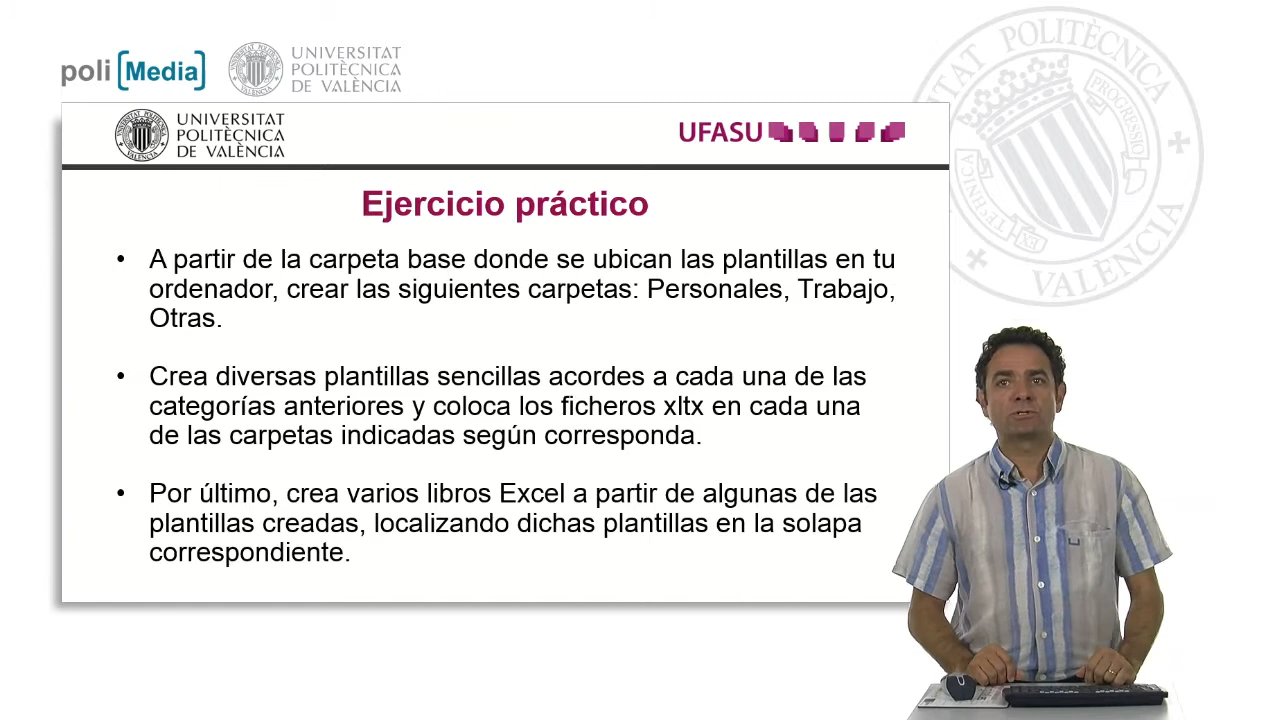 poli [Media]
UNIVERSITAT
POLITÈCNICA
DE VALÈNCIA
UNIVERSITAT
POLITÈCNICA
DE VALÈNCIA
UFASU
Ejercicio práctico
• A partir de la carpeta base donde se ubican las plantillas en tu
ordenador, crear las siguientes carpetas: Personales, Trabajo,
Otras.
• Crea diversas plantillas sencillas acordes a cada una de las
categorías anteriores y coloca los ficheros xltx en cada una
de las carpetas indicadas según corresponda.
• Por último, crea varios libros Excel a partir de algunas de las
plantillas creadas, localizando dichas plantillas en la solapa
correspondiente.
TAT POLITÈCNICA
VALÈNCIA
PROGRESSIO